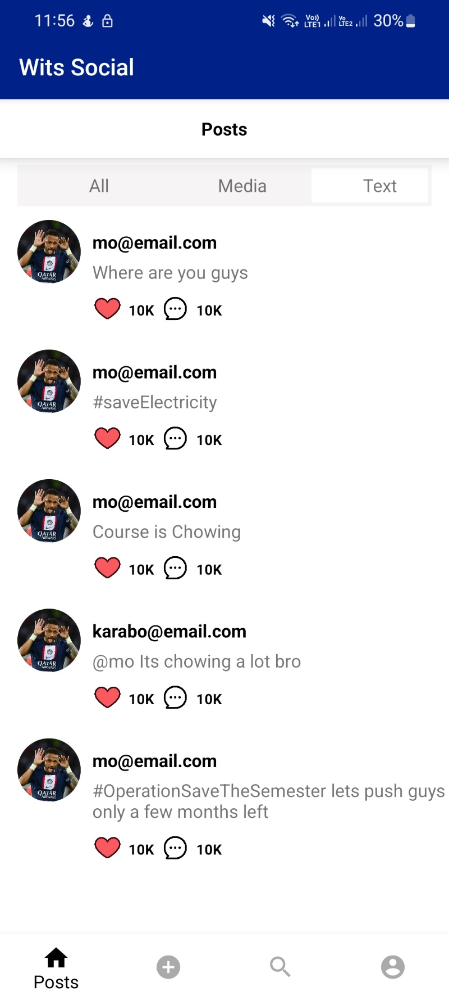 11:56 Vo)) LTE1 Vo LTE2 30%
Wits Social
Posts
All Media Text
mo@email.com
Where are you guys
QATAR AIRWAYS
10K 10K
mo@email.com
#saveElectricity
QATAR AIRWAYS
10K 10K
mo@email.com
Course is Chowing
QATAR AIRWAYS
10K 10K
karabo@email.com
@mo Its chowing a lot bro
QATAR AIRWAYS
10K 10K
mo@email.com
#OperationSaveTheSemester lets push guys
QATAR AIRWAYS
only a few months left
10K 10K
Posts